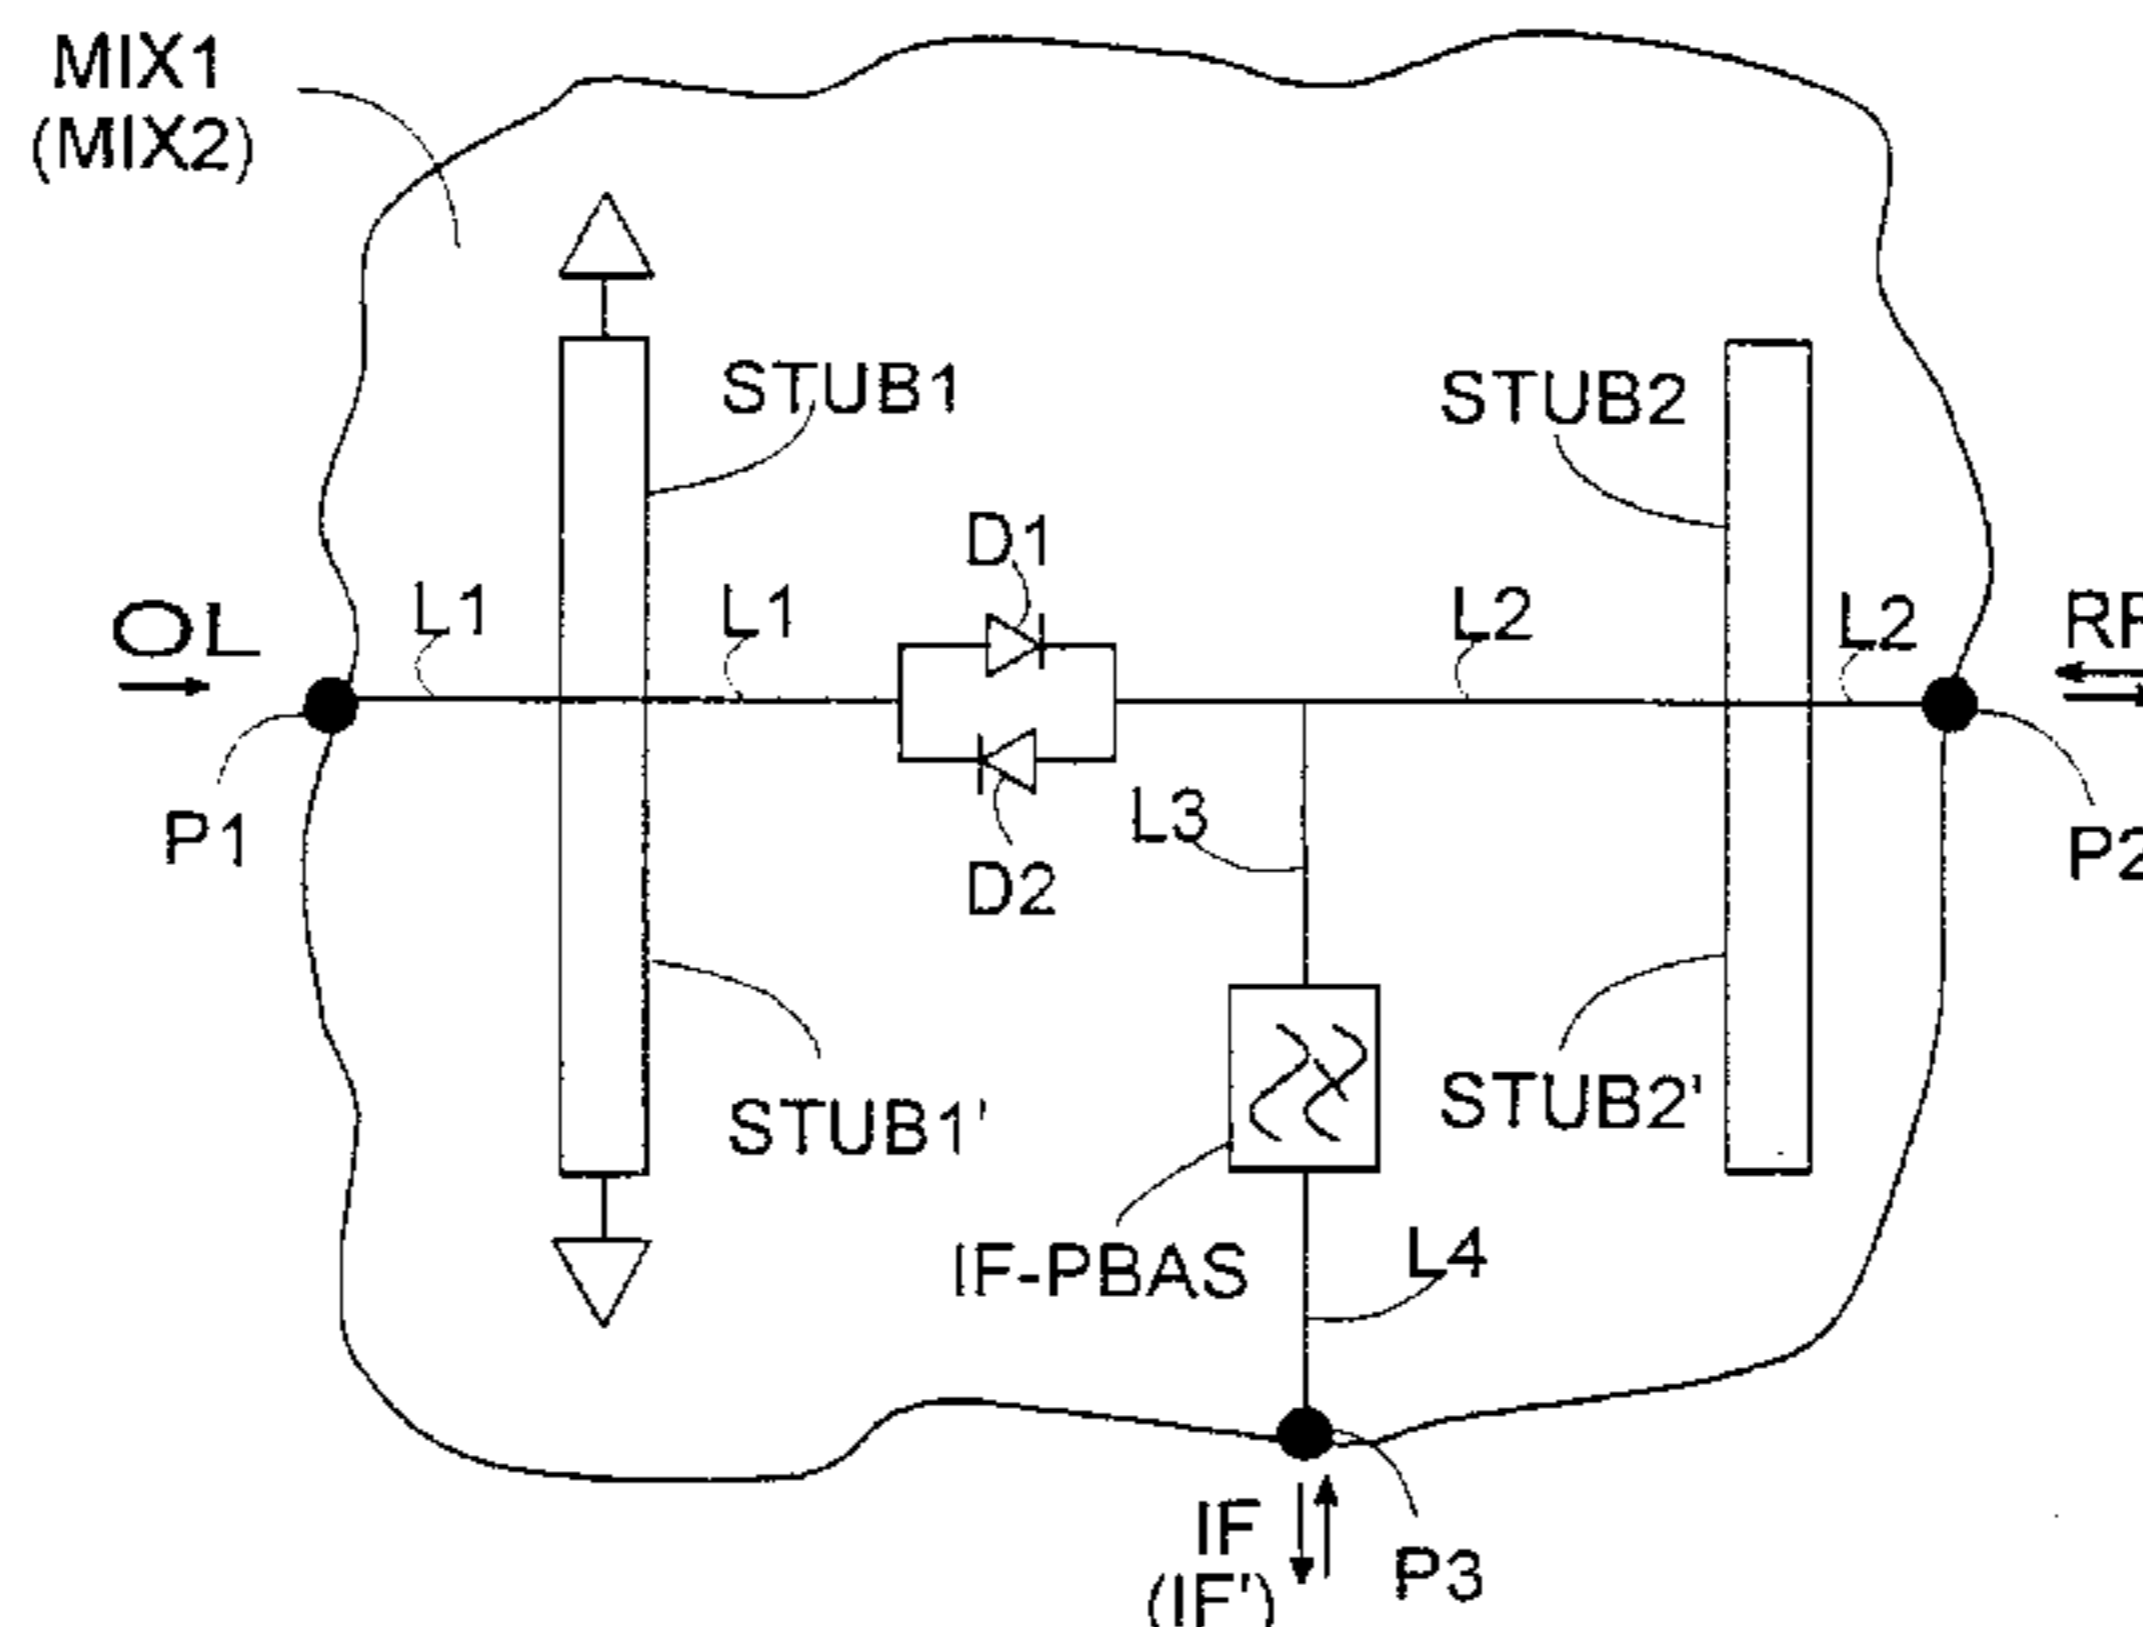 MIX1
(MIX2)
STUB1
STUB2
D1
OL
L1
L1
L2
L2
P1
D2
L3
P2
STUB1'
STUB2'
IF-PBAS
L4
IF
(IF')
P3